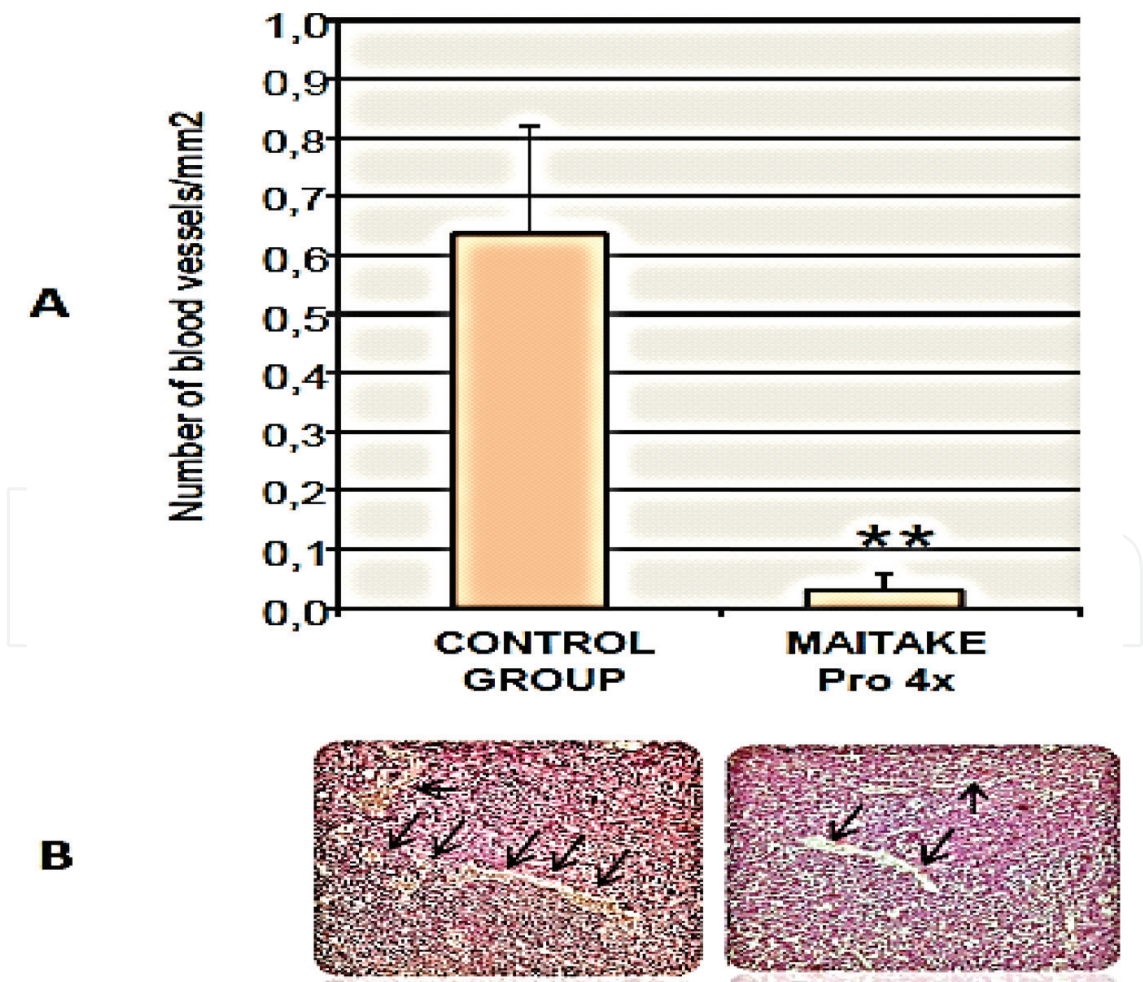 A
Number of blood vessels/mm2
1,0
0,9
0,8
0,7
0,6
0,5
0,4
0,3
0,2
0,1
0,0
**
CONTROL
GROUP
MAITAKE
Pro 4x
B